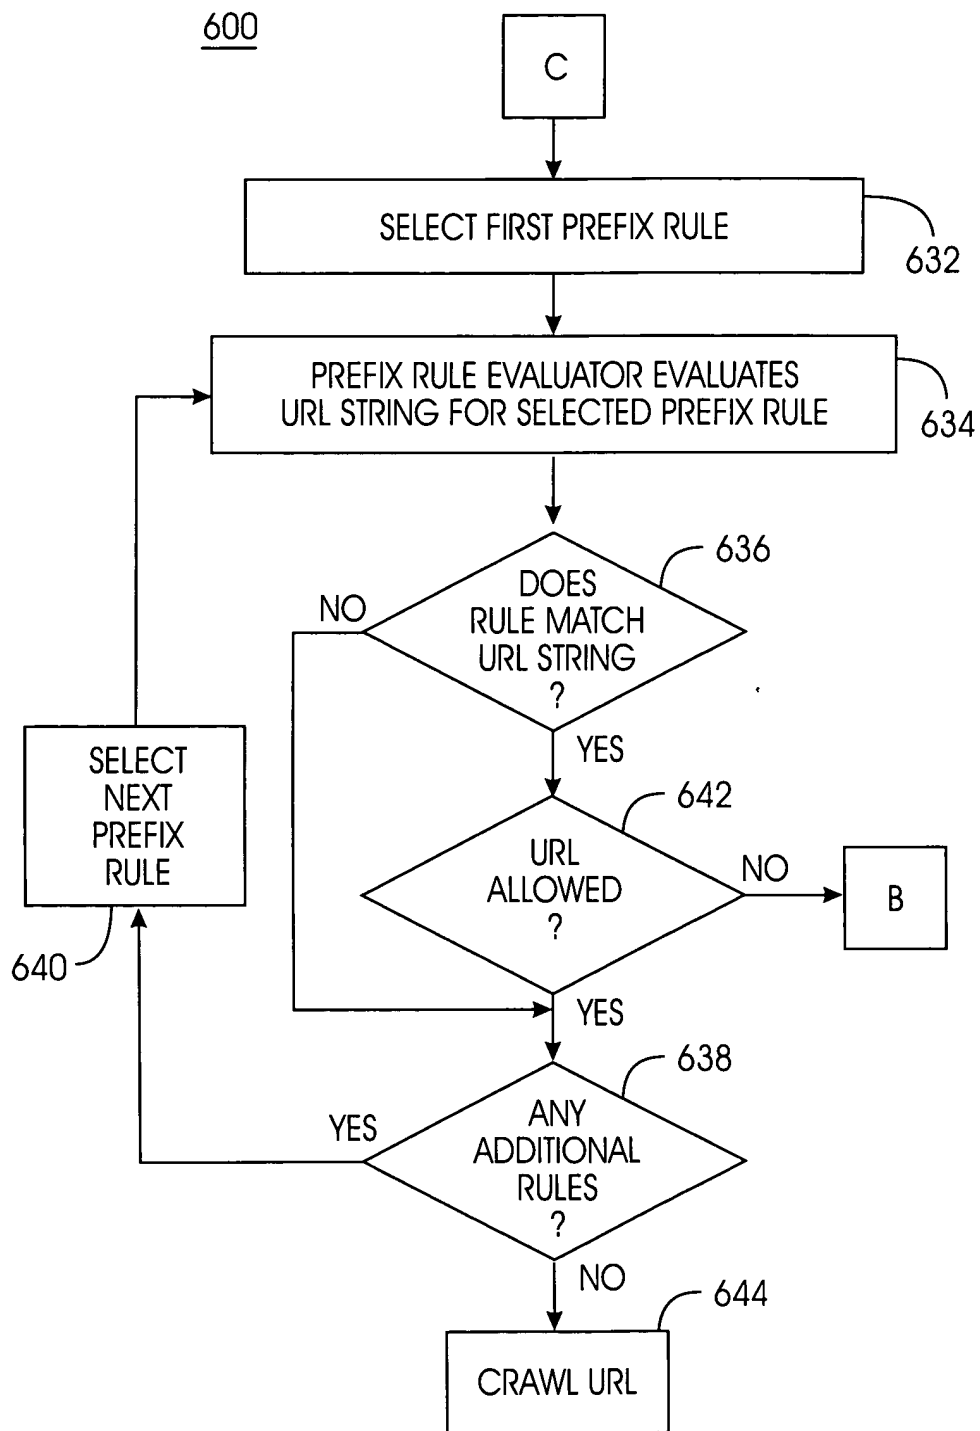 600
C
SELECT FIRST PREFIX RULE
632
PREFIX RULE EVALUATOR EVALUATES
URL STRING FOR SELECTED PREFIX RULE
634
636
DOES
RULE MATCH
URL STRING
?
NO
YES
SELECT
NEXT
PREFIX
RULE
640
642
URL
ALLOWED
?
NO
B
YES
638
ANY
ADDITIONAL
RULES
?
YES
NO
644
CRAWL URL